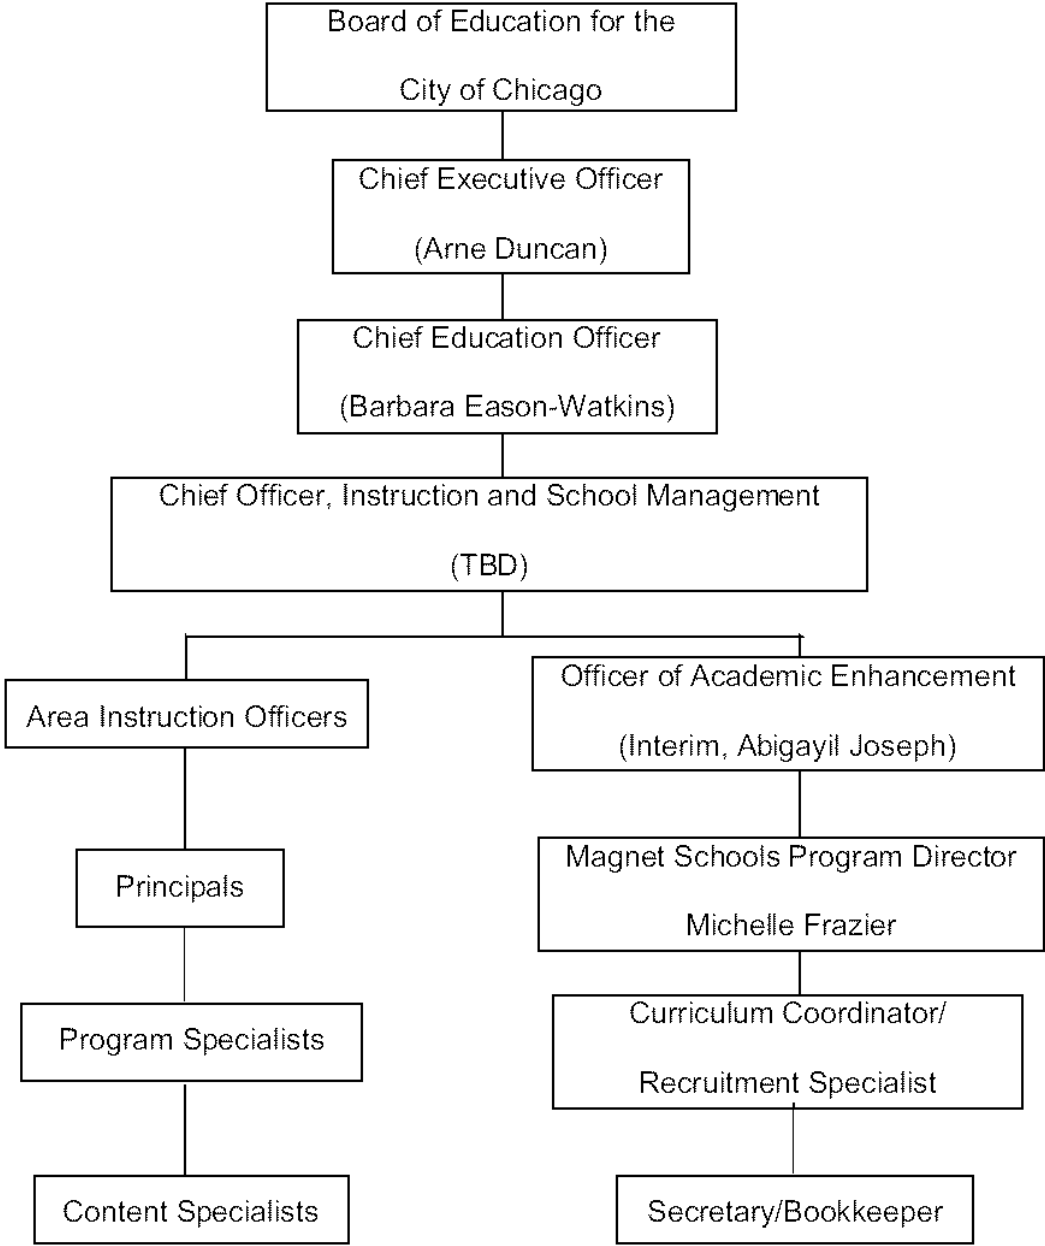 Board of Education for the
City of Chicago
Chief Executive Officer
(Arne Duncan)
Chief Education Officer
(Barbara Eason-Watkins)
Chief Officer, Instruction and School Management
(TBD)
Area Instruction Officers
Principals
Program Specialists
Content Specialists
Officer of Academic Enhancement
(Interim, Abigayil Joseph)
Magnet Schools Program Director
Michelle Frazier
Curriculum Coordinator/
Recruitment Specialist
Secretary/Bookkeeper